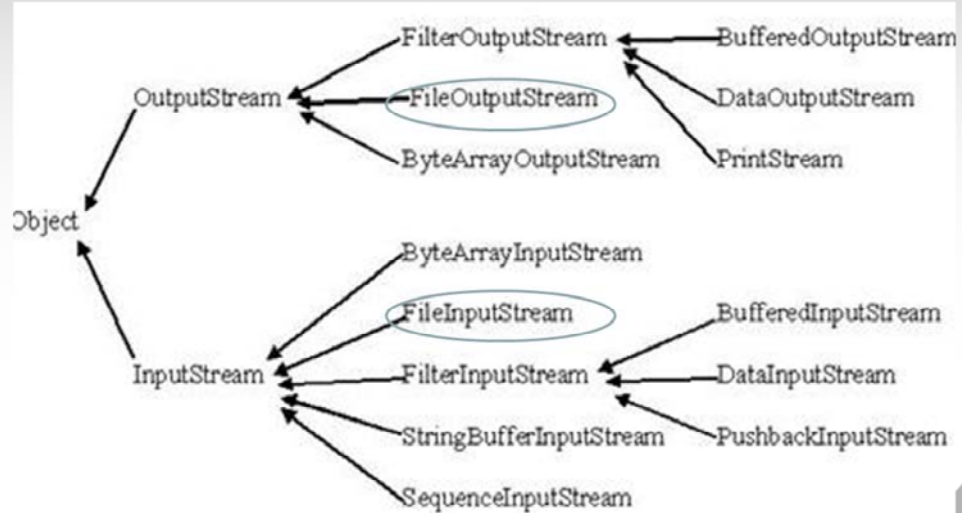 FilterOutputStream
BufferedOutputStream
OutputStream
FileOutputStream
DataOutputStream
ByteArrayOutputStream
PrintStream
Object
ByteArrayInputStream
FileInputStream
BufferedInputStream
InputStream
FilterInputStream
DataInputStream
StringBufferInputStream
PushbackInputStream
SequenceInputStream